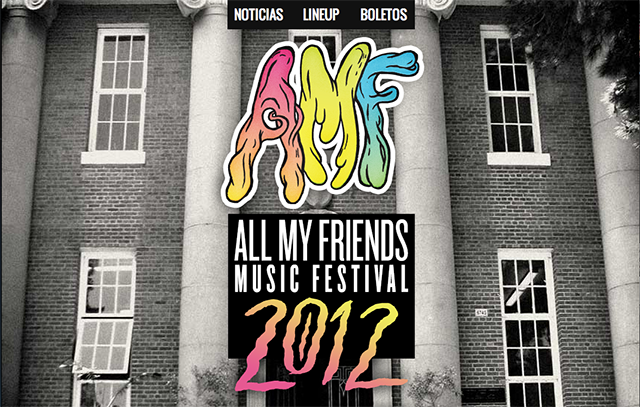 NOTICIAS LINEUP BOLETOS
AMF
ALL MY FRIENDS
MUSIC FESTIVAL
2012